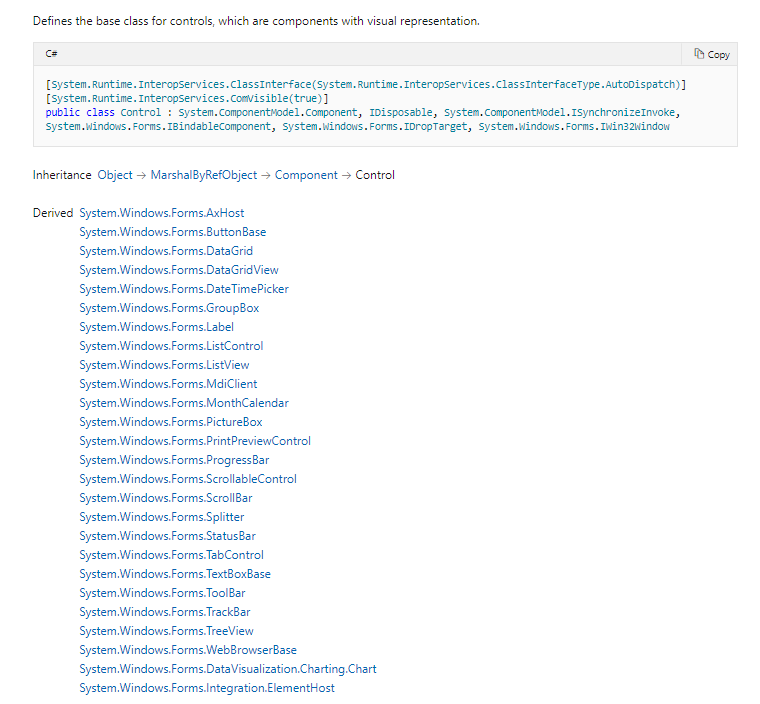 Defines the base class for controls, which are components with visual representation.
C#
Copy
[System.Runtime.InteropServices.ClassInterface(System.Runtime.InteropServices.ClassInterfaceType.AutoDispatch)]
[System.Runtime.InteropServices.ComVisible(true)]
public class Control : System.ComponentModel.Component, IDisposable, System.ComponentModel.ISynchronizeInvoke,
System.Windows.Forms.IBindableComponent, System.Windows.Forms.IDropTarget, System.Windows.Forms.IWin32Window
Inheritance Object → MarshalByRefObject → Component → Control
Derived System.Windows.Forms.AxHost
System.Windows.Forms.ButtonBase
System.Windows.Forms.DataGrid
System.Windows.Forms.DataGridView
System.Windows.Forms.DateTimePicker
System.Windows.Forms.GroupBox
System.Windows.Forms.Label
System.Windows.Forms.ListControl
System.Windows.Forms.ListView
System.Windows.Forms.MdiClient
System.Windows.Forms.MonthCalendar
System.Windows.Forms.PictureBox
System.Windows.Forms.PrintPreviewControl
System.Windows.Forms.ProgressBar
System.Windows.Forms.ScrollableControl
System.Windows.Forms.ScrollBar
System.Windows.Forms.Splitter
System.Windows.Forms.StatusBar
System.Windows.Forms.TabControl
System.Windows.Forms.TextBoxBase
System.Windows.Forms.ToolBar
System.Windows.Forms.TrackBar
System.Windows.Forms.TreeView
System.Windows.Forms.WebBrowserBase
System.Windows.Forms.DataVisualization.Charting.Chart
System.Windows.Forms.Integration.ElementHost